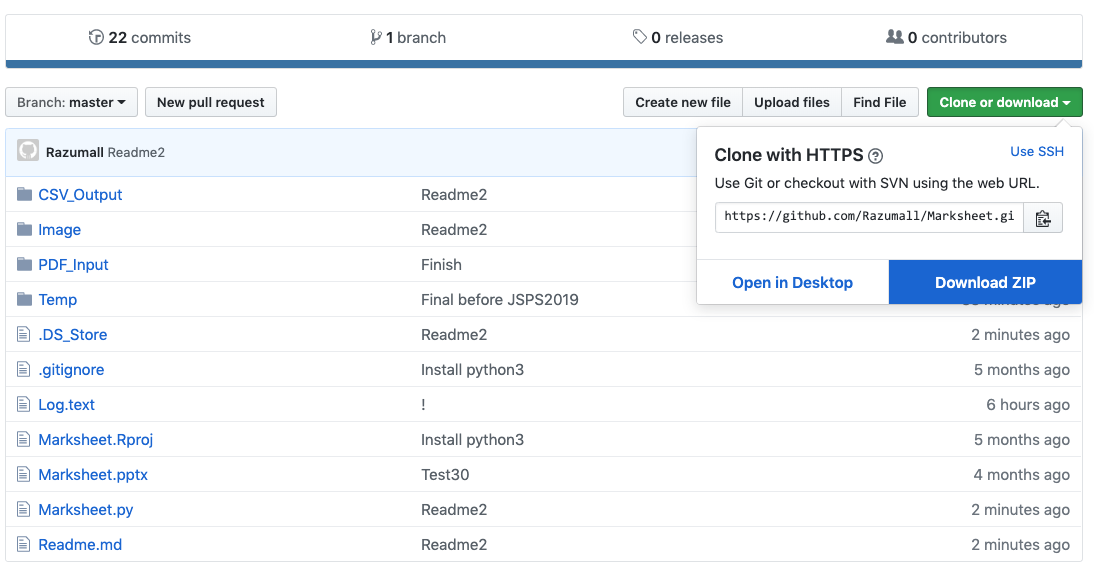 22 commits 1 branch 0 releases 0 contributors
Branch: master New pull request Create new file Upload files Find File Clone or download
Razumall Readme2
Clone with HTTPS ? Use SSH
Use Git or checkout with SVN using the web URL.
https://github.com/Razumall/Marksheet.gi
Open in Desktop Download ZIP
CSV_Output Readme2
Image Readme2
PDF_Input Finish
Temp Final before JSPS2019
.DS_Store Readme2 2 minutes ago
.gitignore Install python3 5 months ago
Log.text ! 6 hours ago
Marksheet.Rproj Install python3 5 months ago
Marksheet.pptx Test30 4 months ago
Marksheet.py Readme2 2 minutes ago
Readme.md Readme2 2 minutes ago